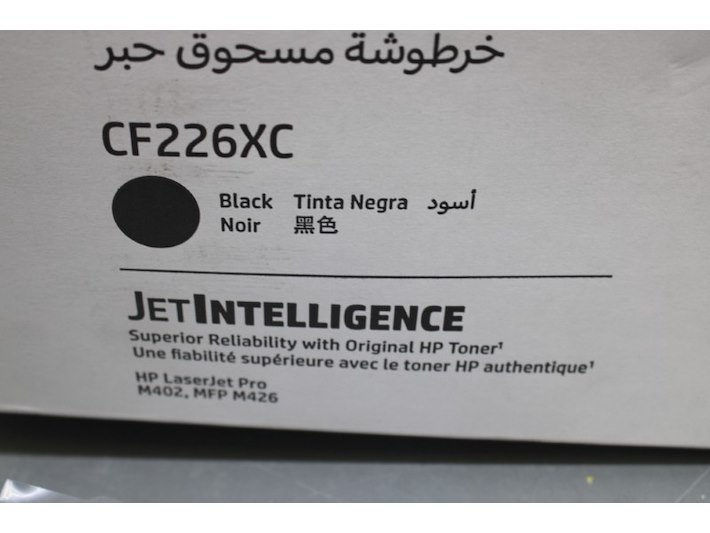 خرطوشة مسحوق حبر
CF226XC
Black Tinta Negra أسود
Noir 黑色
JETINTELLIGENCE
Superior Reliability with Original HP Toner¹
Une fiabilité supérieure avec le toner HP authentique¹
HP LaserJet Pro
M402, MFP M426